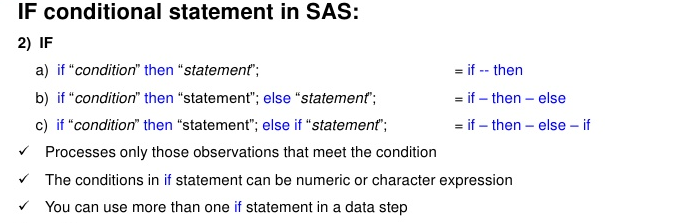 IF conditional statement in SAS:
2) IF
a) if “condition” then “statement”; = if -- then
b) if “condition” then “statement”; else “statement”; = if – then – else
c) if “condition” then “statement”; else if “statement”; = if – then – else – if
✓ Processes only those observations that meet the condition
✓ The conditions in if statement can be numeric or character expression
✓ You can use more than one if statement in a data step